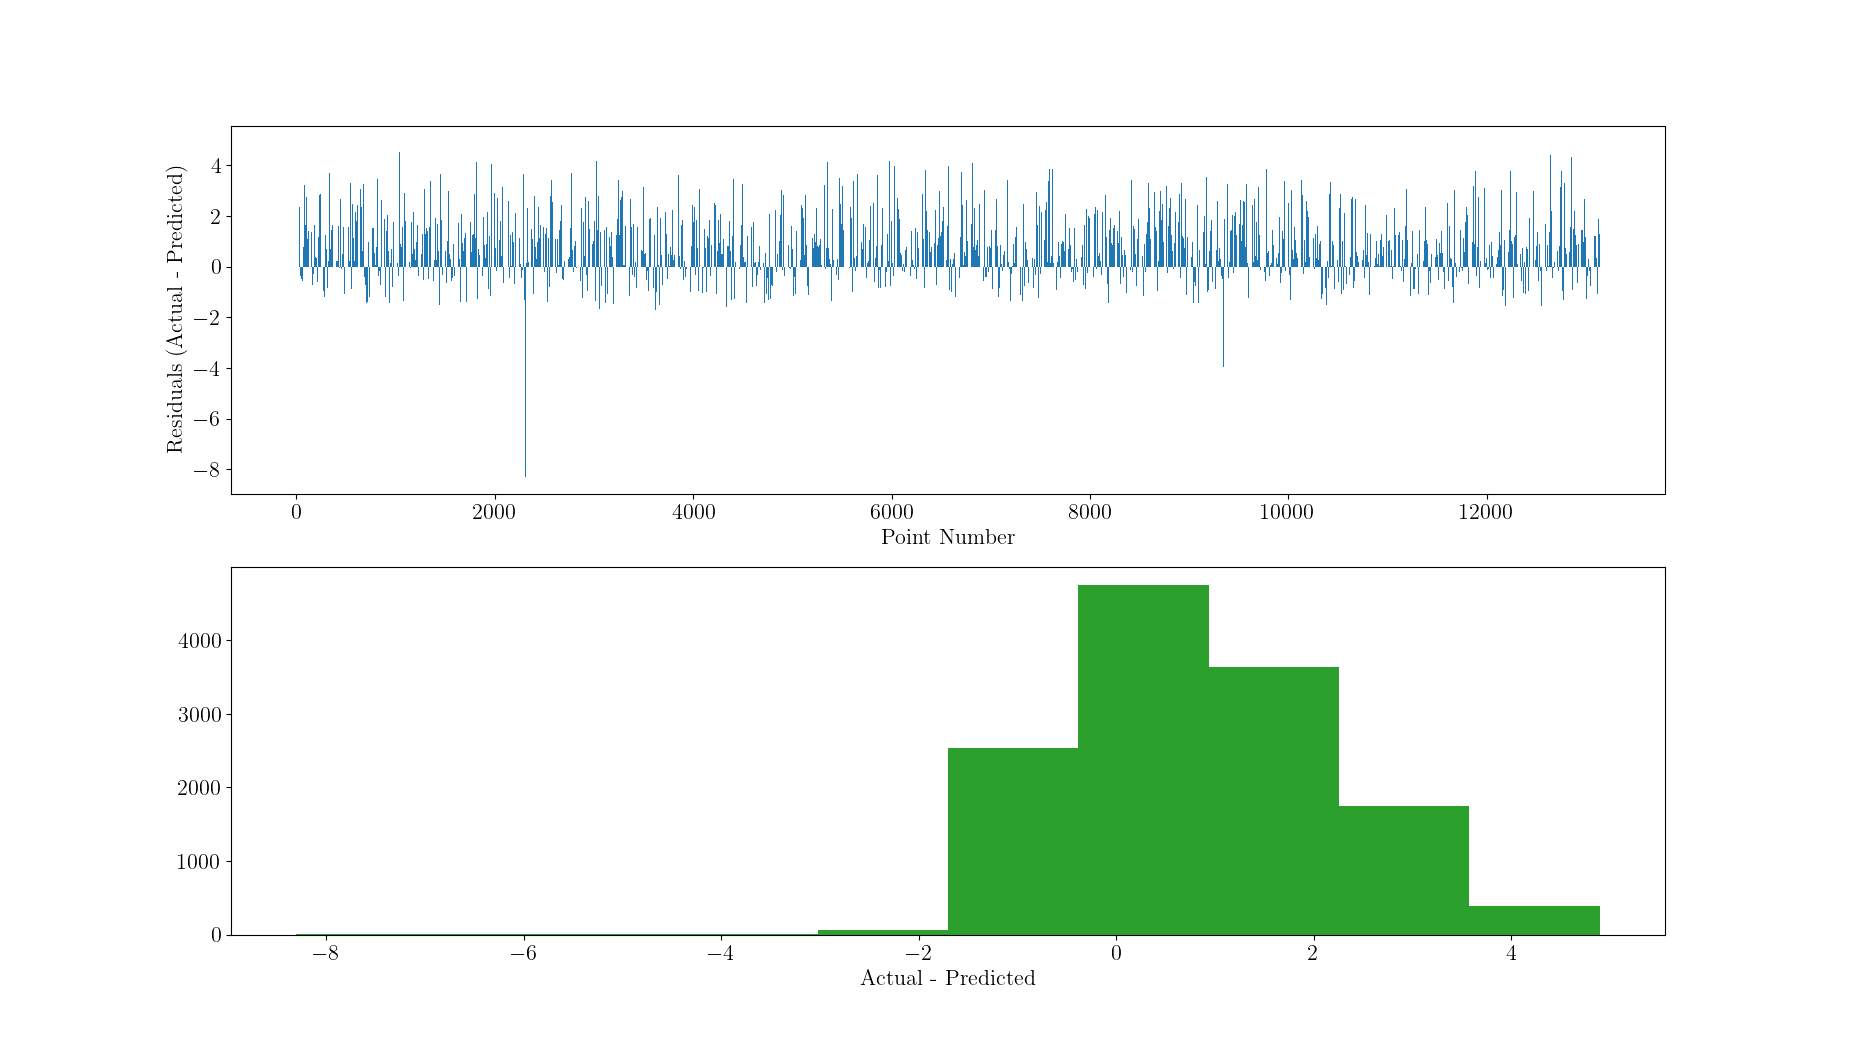 4
2
0
−2
−4
−6
−8
Residuals (Actual - Predicted)
0 2000 4000 6000 8000 10000 12000
Point Number
4000
3000
2000
1000
0
−8 −6 −4 −2 0 2 4
Actual - Predicted